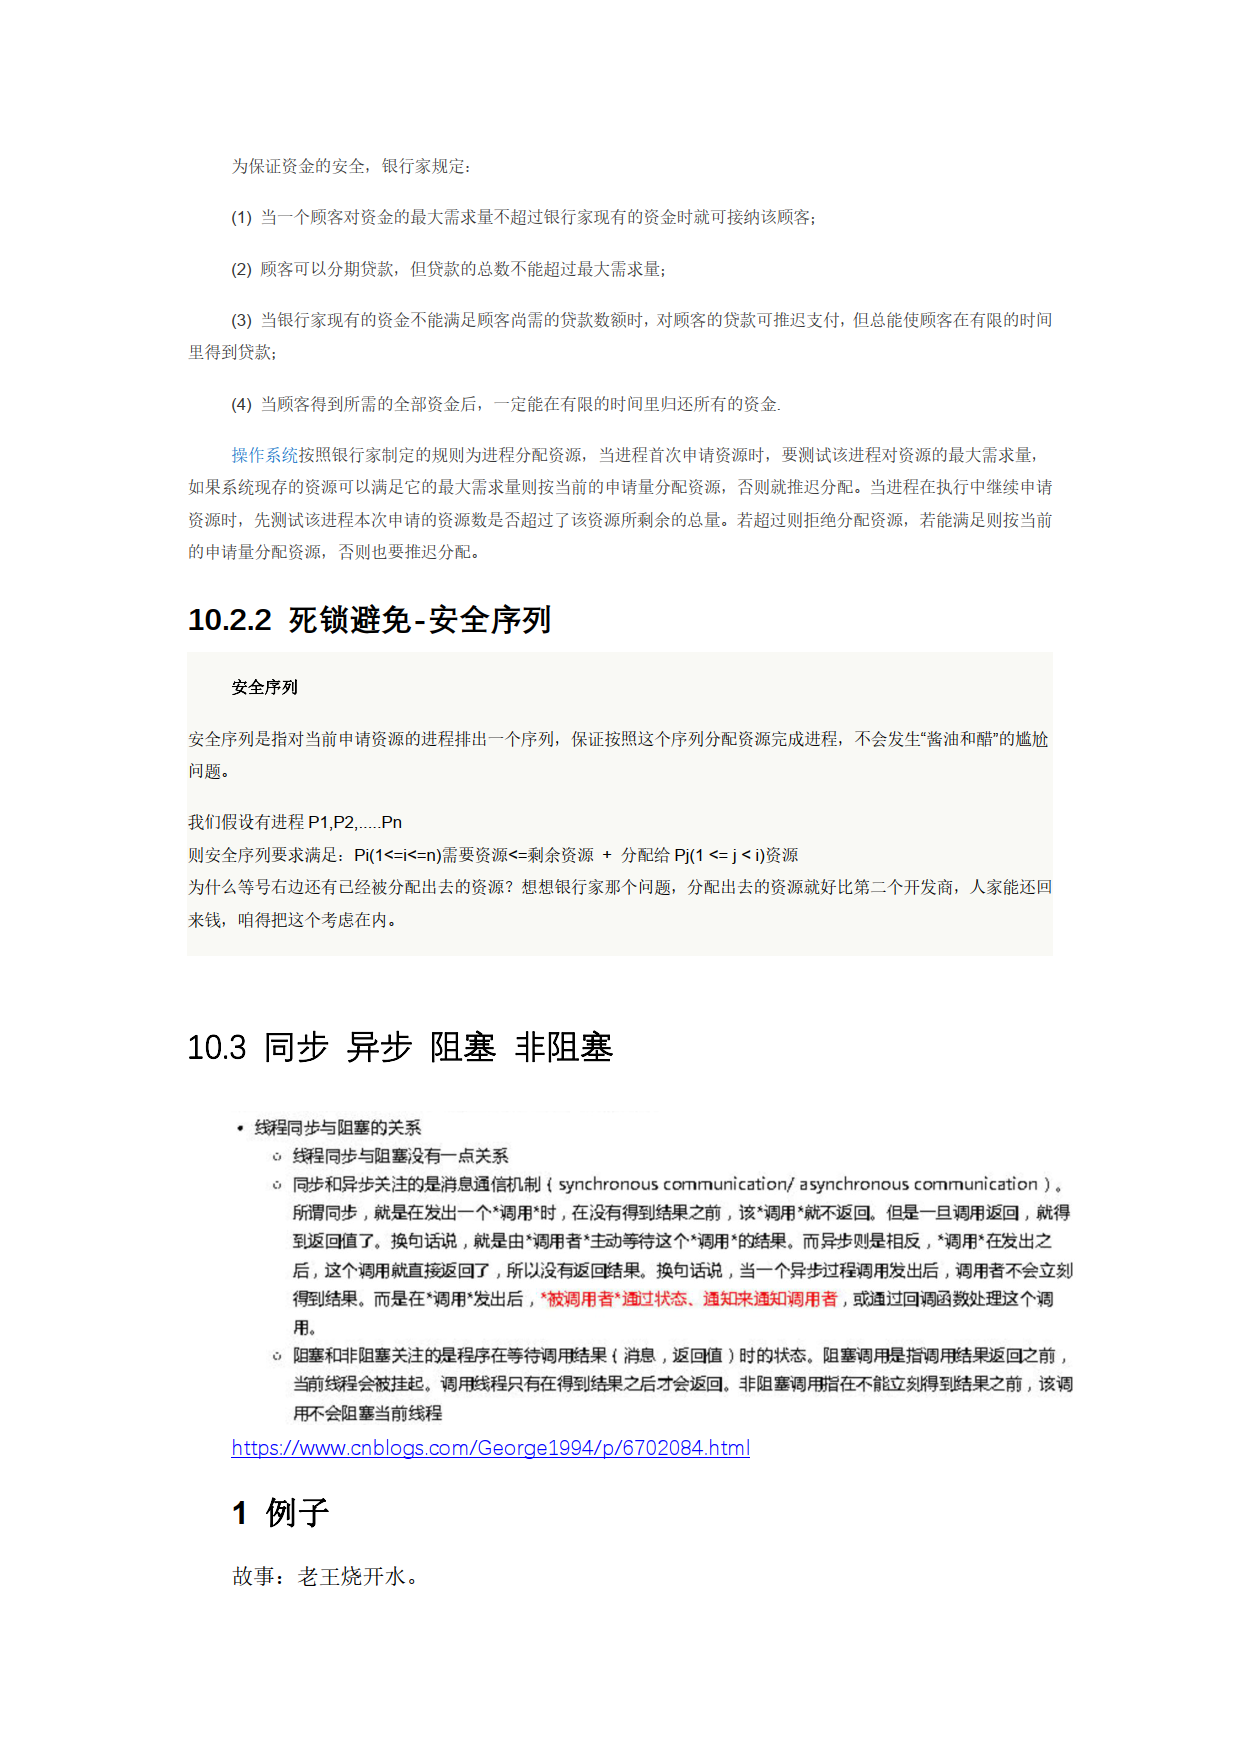 为保证资金的安全，银行家规定：
(1) 当一个顾客对资金的最大需求量不超过银行家现有的资金时就可接纳该顾客；
(2) 顾客可以分期贷款，但贷款的总数不能超过最大需求量；
(3) 当银行家现有的资金不能满足顾客尚需的贷款数额时，对顾客的贷款可推迟支付，但总能使顾客在有限的时间
里得到贷款；
(4) 当顾客得到所需的全部资金后，一定能在有限的时间里归还所有的资金.
操作系统按照银行家制定的规则为进程分配资源，当进程首次申请资源时，要测试该进程对资源的最大需求量，
如果系统现存的资源可以满足它的最大需求量则按当前的申请量分配资源，否则就推迟分配。当进程在执行中继续申请
资源时，先测试该进程本次申请的资源数是否超过了该资源所剩余的总量。若超过则拒绝分配资源，若能满足则按当前
的申请量分配资源，否则也要推迟分配。
10.2.2 死锁避免-安全序列
安全序列
安全序列是指对当前申请资源的进程排出一个序列，保证按照这个序列分配资源完成进程，不会发生“酱油和醋”的尴尬
问题。
我们假设有进程 P1,P2,.....Pn
则安全序列要求满足：Pi(1<=i<=n)需要资源<=剩余资源 + 分配给 Pj(1 <= j < i)资源
为什么等号右边还有已经被分配出去的资源？想想银行家那个问题，分配出去的资源就好比第二个开发商，人家能还回
来钱，咱得把这个考虑在内。
10.3 同步 异步 阻塞 非阻塞
• 线程同步与阻塞的关系
○ 线程同步与阻塞没有一点关系
○ 同步和异步关注的是消息通信机制 ( synchronous communication/ asynchronous communication ) 。
所谓同步，就是在发出一个*调用*时，在没有得到结果之前，该*调用*就不返回。但是一旦调用返回，就得
到返回值了。换句话说，就是由*调用者*主动等待这个*调用*的结果。而异步则是相反，*调用*在发出之
后，这个调用就直接返回了，所以没有返回结果。换句话说，当一个异步过程调用发出后，调用者不会立刻
得到结果。而是在*调用*发出后，*被调用者*通过状态、通知来通知调用者，或通过回调函数处理这个调
用。
○ 阻塞和非阻塞关注的是程序在等待调用结果（消息，返回值）时的状态。阻塞调用是指调用结果返回之前，
当前线程会被挂起。调用线程只有在得到结果之后才会返回。非阻塞调用指在不能立刻得到结果之前，该调
用不会阻塞当前线程
https://www.cnblogs.com/George1994/p/6702084.html
1 例子
故事：老王烧开水。